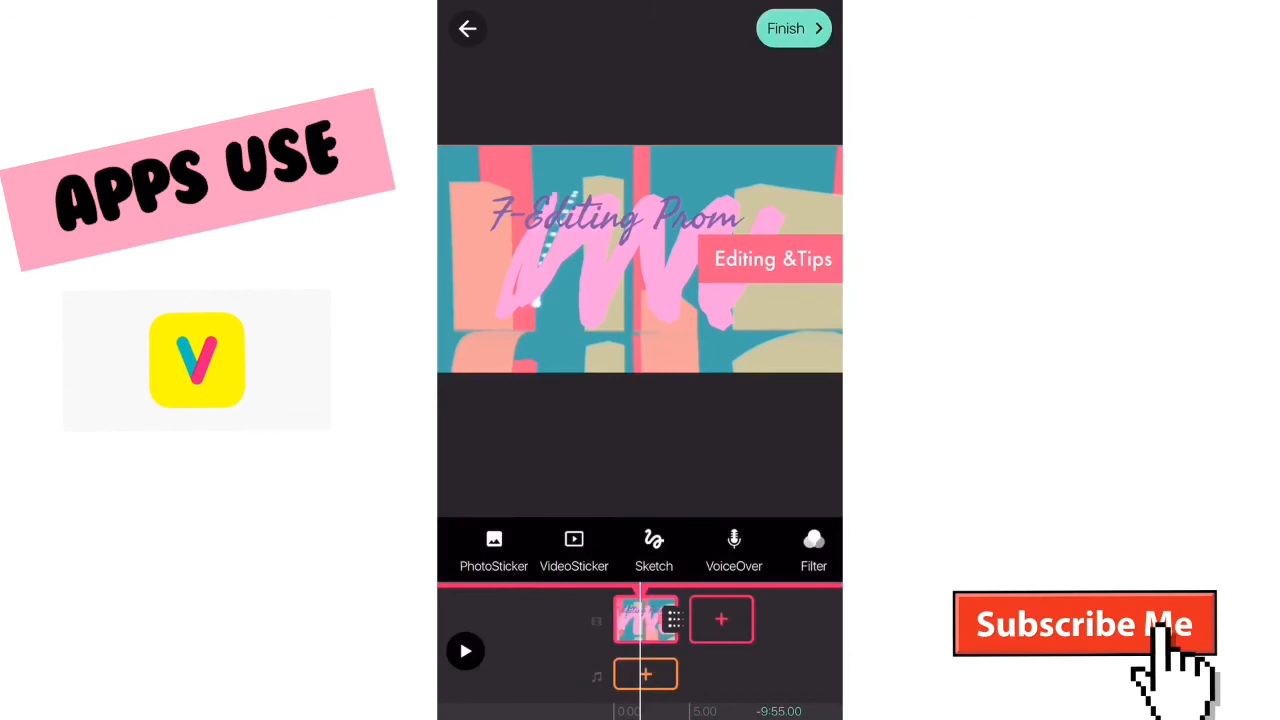 Finish
APPS USE
7-Editing Prom
Editing &Tips
V
PhotoSticker VideoSticker Sketch VoiceOver Filter
Subscribe Me
0.00 5.00 -9:55.00